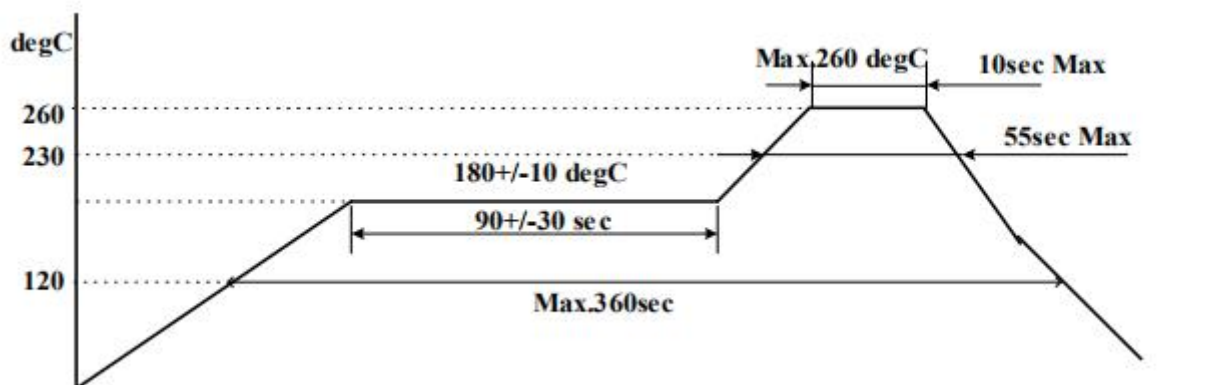 degC
Max.260 degC
10sec Max
260
55sec Max
230
180+/-10 degC
90+/-30 sec
120
Max.360sec